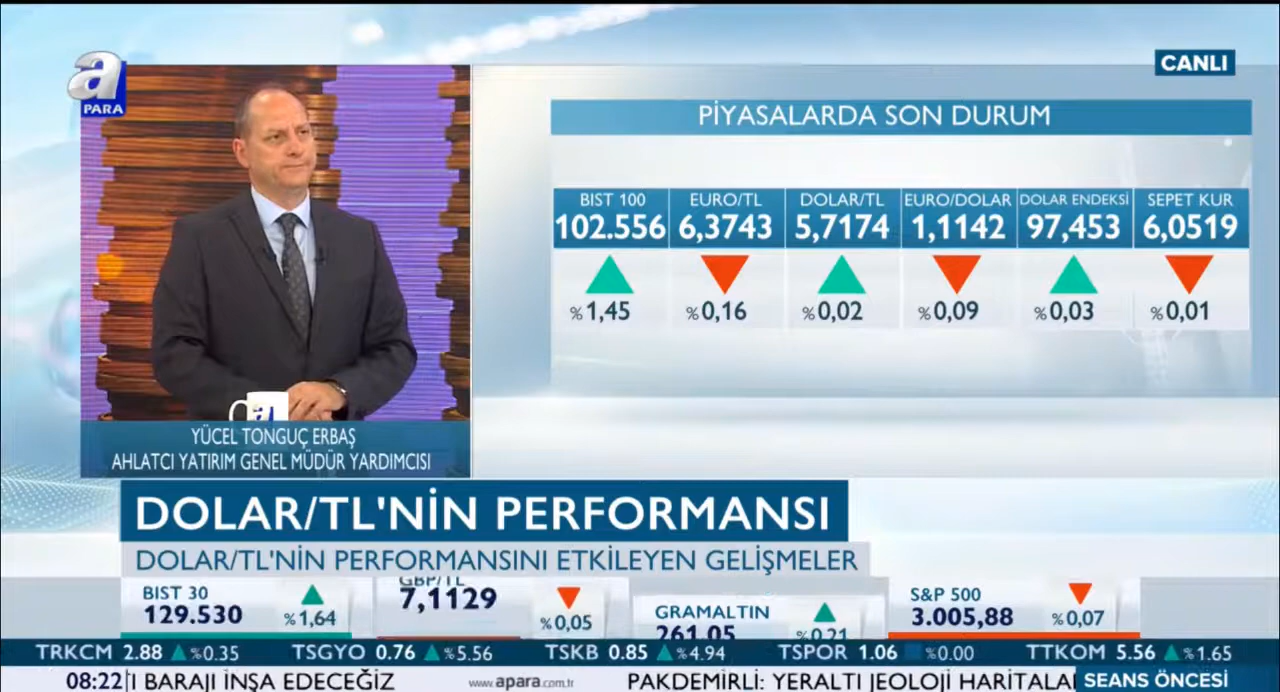 a
PARA
CANLI
PİYASALARDA SON DURUM
BIST 100 EURO/TL DOLAR/TL EURO/DOLAR DOLAR ENDEKSİ SEPET KUR
102.556 6,3743 5,7174 1,1142 97,453 6,0519
%1,45 %0,16 %0,02 %0,09 %0,03 %0,01
a
YÜCEL TONGUÇ ERBAŞ
AHLATCI YATIRIM GENEL MÜDÜR YARDIMCISI
DOLAR/TL'NİN PERFORMANSI
DOLAR/TL'NİN PERFORMANSINI ETKİLEYEN GELİŞMELER
BIST 30
129.530 %1,64
GBP/TL
7,1129 %0,05
GRAMALTIN
261,05 %0,21
S&P 500
3.005,88 %0,07
TRKCM 2.88 %0.35 TSGYO 0.76 %5.56 TSKB 0.85 %4.94 TSPOR 1.06 %0.00 TTKOM 5.56 %1.65
08:22 I BARAJI İNŞA EDECEĞİZ www.apara.com.tr PAKDEMİRLİ: YERALTI JEOLOJİ HARİTALA SEANS ÖNCESİ